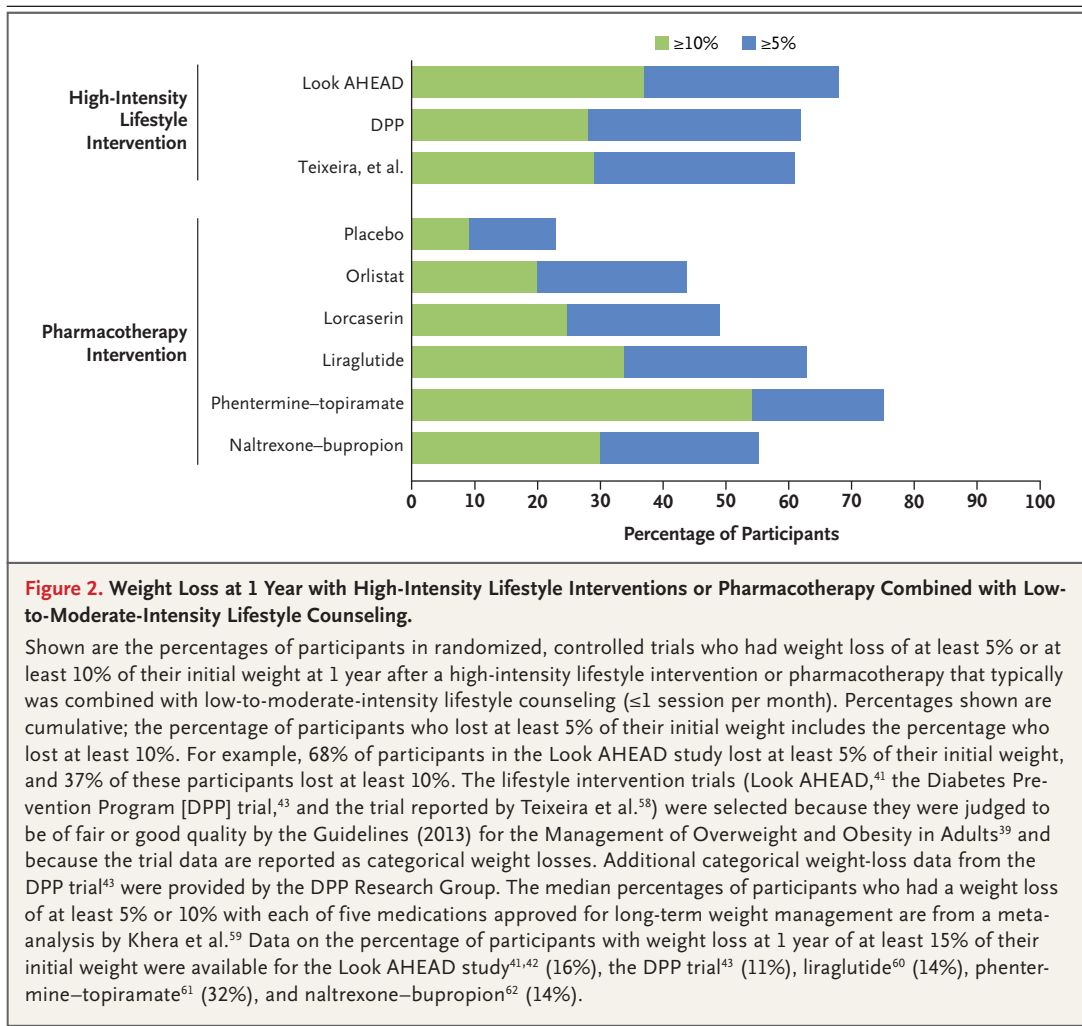 ≥10% ≥5%
High-Intensity
Lifestyle
Intervention
Look AHEAD
DPP
Teixeira, et al.
Pharmacotherapy
Intervention
Placebo
Orlistat
Lorcaserin
Liraglutide
Phentermine–topiramate
Naltrexone–bupropion
0 10 20 30 40 50 60 70 80 90 100
Percentage of Participants
Figure 2. Weight Loss at 1 Year with High-Intensity Lifestyle Interventions or Pharmacotherapy Combined with Low-
to-Moderate-Intensity Lifestyle Counseling.
Shown are the percentages of participants in randomized, controlled trials who had weight loss of at least 5% or at
least 10% of their initial weight at 1 year after a high-intensity lifestyle intervention or pharmacotherapy that typically
was combined with low-to-moderate-intensity lifestyle counseling (≤1 session per month). Percentages shown are
cumulative; the percentage of participants who lost at least 5% of their initial weight includes the percentage who
lost at least 10%. For example, 68% of participants in the Look AHEAD study lost at least 5% of their initial weight,
and 37% of these participants lost at least 10%. The lifestyle intervention trials (Look AHEAD,41 the Diabetes Pre-
vention Program [DPP] trial,43 and the trial reported by Teixeira et al.58) were selected because they were judged to
be of fair or good quality by the Guidelines (2013) for the Management of Overweight and Obesity in Adults39 and
because the trial data are reported as categorical weight losses. Additional categorical weight-loss data from the
DPP trial43 were provided by the DPP Research Group. The median percentages of participants who had a weight loss
of at least 5% or 10% with each of five medications approved for long-term weight management are from a meta-
analysis by Khera et al.59 Data on the percentage of participants with weight loss at 1 year of at least 15% of their
initial weight were available for the Look AHEAD study41,42 (16%), the DPP trial43 (11%), liraglutide60 (14%), phenter-
mine–topiramate61 (32%), and naltrexone–bupropion62 (14%).